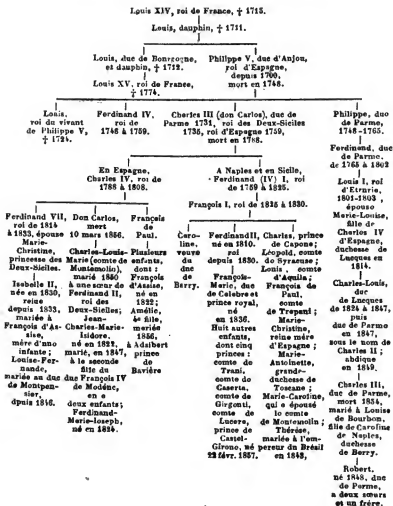 Louis XIV, roi de France, † 1715.
Louis, dauphin, † 1711.
Louis, duc de Bourgogne,
et dauphin, † 1712.
Louis XV, roi de France,
† 1774.
Philippe V, duc d'Anjou,
roi d'Espagne,
depuis 1700,
mort en 1748.
Louis,
roi du vivant
de Philippe V,
† 1724.
Ferdinand IV,
roi de
1748 à 1759.
Charles III (don Carlos), duc de
Parme 1731, roi des Deux-Siciles
1735, roi d'Espagne 1759,
mort en 1788.
Philippe, duc
de Parme,
1748-1765.
Ferdinand, duc
de Parme,
de 1765 à 1802
Louis I, roi
d'Etrurie,
1801-1803,
épouse
Marie-Louise,
fille de
Charles IV
d'Espagne,
duchesse de
Lucques en
1814.
Charles-Louis,
duc
de Lucques
de 1824 à 1847,
puis
duc de Parme
en 1847,
sous le nom de
Charles II;
abdique
en 1849.
Charles III,
duc de Parme,
mort 1854,
marié à Louise
de Bourbon,
fille de Caroline
de Naples,
duchesse
de Berry.
Robert,
né 1848, duc
de Parme,
a deux sœurs
et un frère.
En Espagne,
Charles IV, roi de
1788 à 1808.
A Naples et en Sicile,
Ferdinand (IV) I, roi
de 1759 à 1825.
François I, roi de 1825 à 1830.
Ferdinand VII,
roi de 1814
à 1833, épouse
Marie-
Christine,
princesse des
Deux-Siciles.
Isabelle II,
née en 1830,
reine
depuis 1833,
mariée à
François d'As-
sise,
mère d'une
infante;
Louise-Fer-
nande,
mariée au duc
de Montpen-
sier,
dpuis 1846.
Don Carlos,
mort
10 mars 1855.
Charles-Louis-
Marie (comte de
Montemolin),
marié 1850
à une sœur de
Ferdinand II,
roi des
Deux-Siciles;
Jean-
Charles-Marie-
Isidore,
né en 1822,
marié, en 1847,
à la seconde
fille du
duc François IV
de Modène,
en a
deux enfants;
Ferdinand-
Marie-Joseph,
né en 1824.
François
de
Paul.
Plusieurs
enfants,
dont:
François
d'Assise,
né en
1822;
Amélie,
4e fille,
mariée
1856,
à Adalbert
prince
de
Bavière
Caro-
line,
veuve
du
duc
de
Berry.
Ferdinand II,
né en 1810,
roi
depuis 1830.
François-
Marie, duc
de Calabre et
prince royal,
né
en 1836.
Huit autres
enfants,
dont cinq
princes:
comte de
Trani,
comte de
Caserta,
comte de
Girgenti,
comte de
Lucera,
prince de
Castel-
Girone, né
22 févr. 1857.
Charles, prince
de Capoue;
Léopold, comte
de Syracuse;
Louis, comte
d'Aquila;
François de
Paul,
comte
de Trapani;
Marie-
Christine,
reine mère
d'Espagne;
Marie-
Antoinette,
grande-
duchesse de
Toscane;
Marie-Caroline,
qui a épousé
le comte
de Montemolin;
Thérèse,
mariée à l'em-
pereur du Brésil
en 1843,